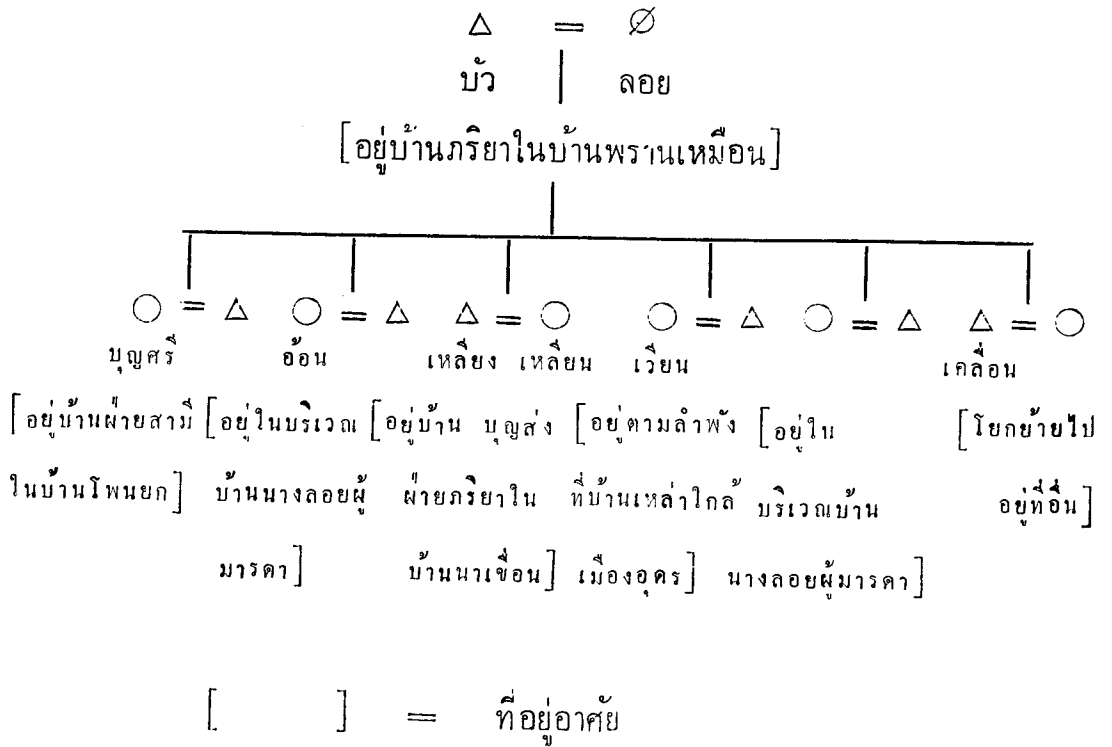 △ = ∅
บัว ลอย
[อยู่บ้านภริยาในบ้านพรานเหมือน]
○ = △ ○ = △ △ = ○ ○ = △ ○ = △ △ = ○
บุญศรี อ้อน เหลียง เหลียน เวียน เคลื่อน
[อยู่บ้านฝ่ายสามี [อยู่ในบริเวณ [อยู่บ้าน บุญส่ง [อยู่ตามลำพัง [อยู่ใน [โยกย้ายไป
ในบ้านโพนยก] บ้านนางลอยผู้ ฝ่ายภริยาใน ที่บ้านเหล่าใกล้ บริเวณบ้าน อยู่ที่อื่น]
มารดา] บ้านนาเขื่อน] เมืองอุดร] นางลอยผู้มารดา]
[ ] = ที่อยู่อาศัย